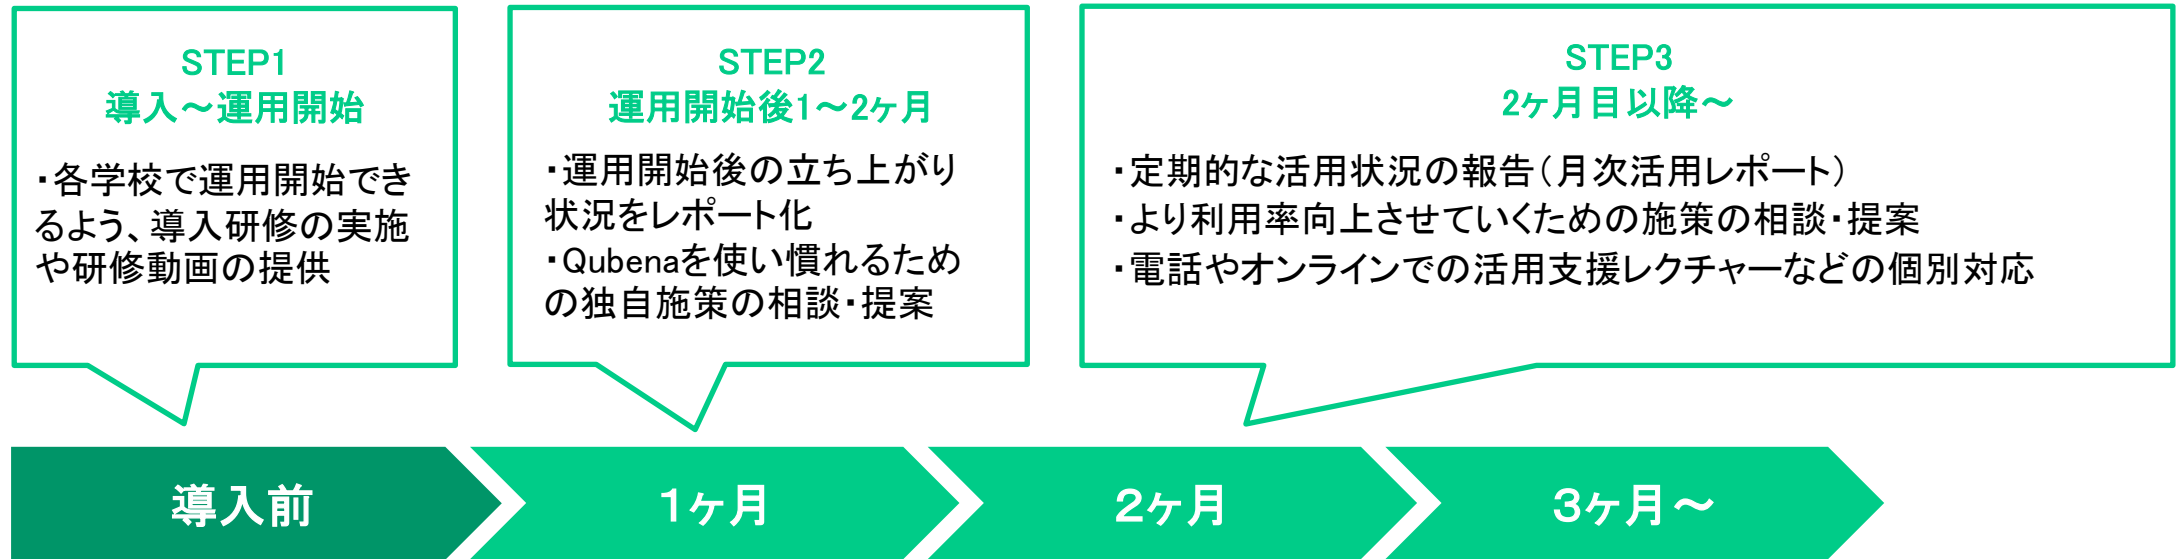 STEP1
導入～運用開始
・各学校で運用開始でき
るよう、導入研修の実施
や研修動画の提供
STEP2
運用開始後1～2ヶ月
・運用開始後の立ち上がり
状況をレポート化
・Qubenaを使い慣れるため
の独自施策の相談・提案
STEP3
2ヶ月目以降～
・定期的な活用状況の報告（月次活用レポート）
・より利用率向上させていくための施策の相談・提案
・電話やオンラインでの活用支援レクチャーなどの個別対応
導入前
１ヶ月
２ヶ月
３ヶ月～